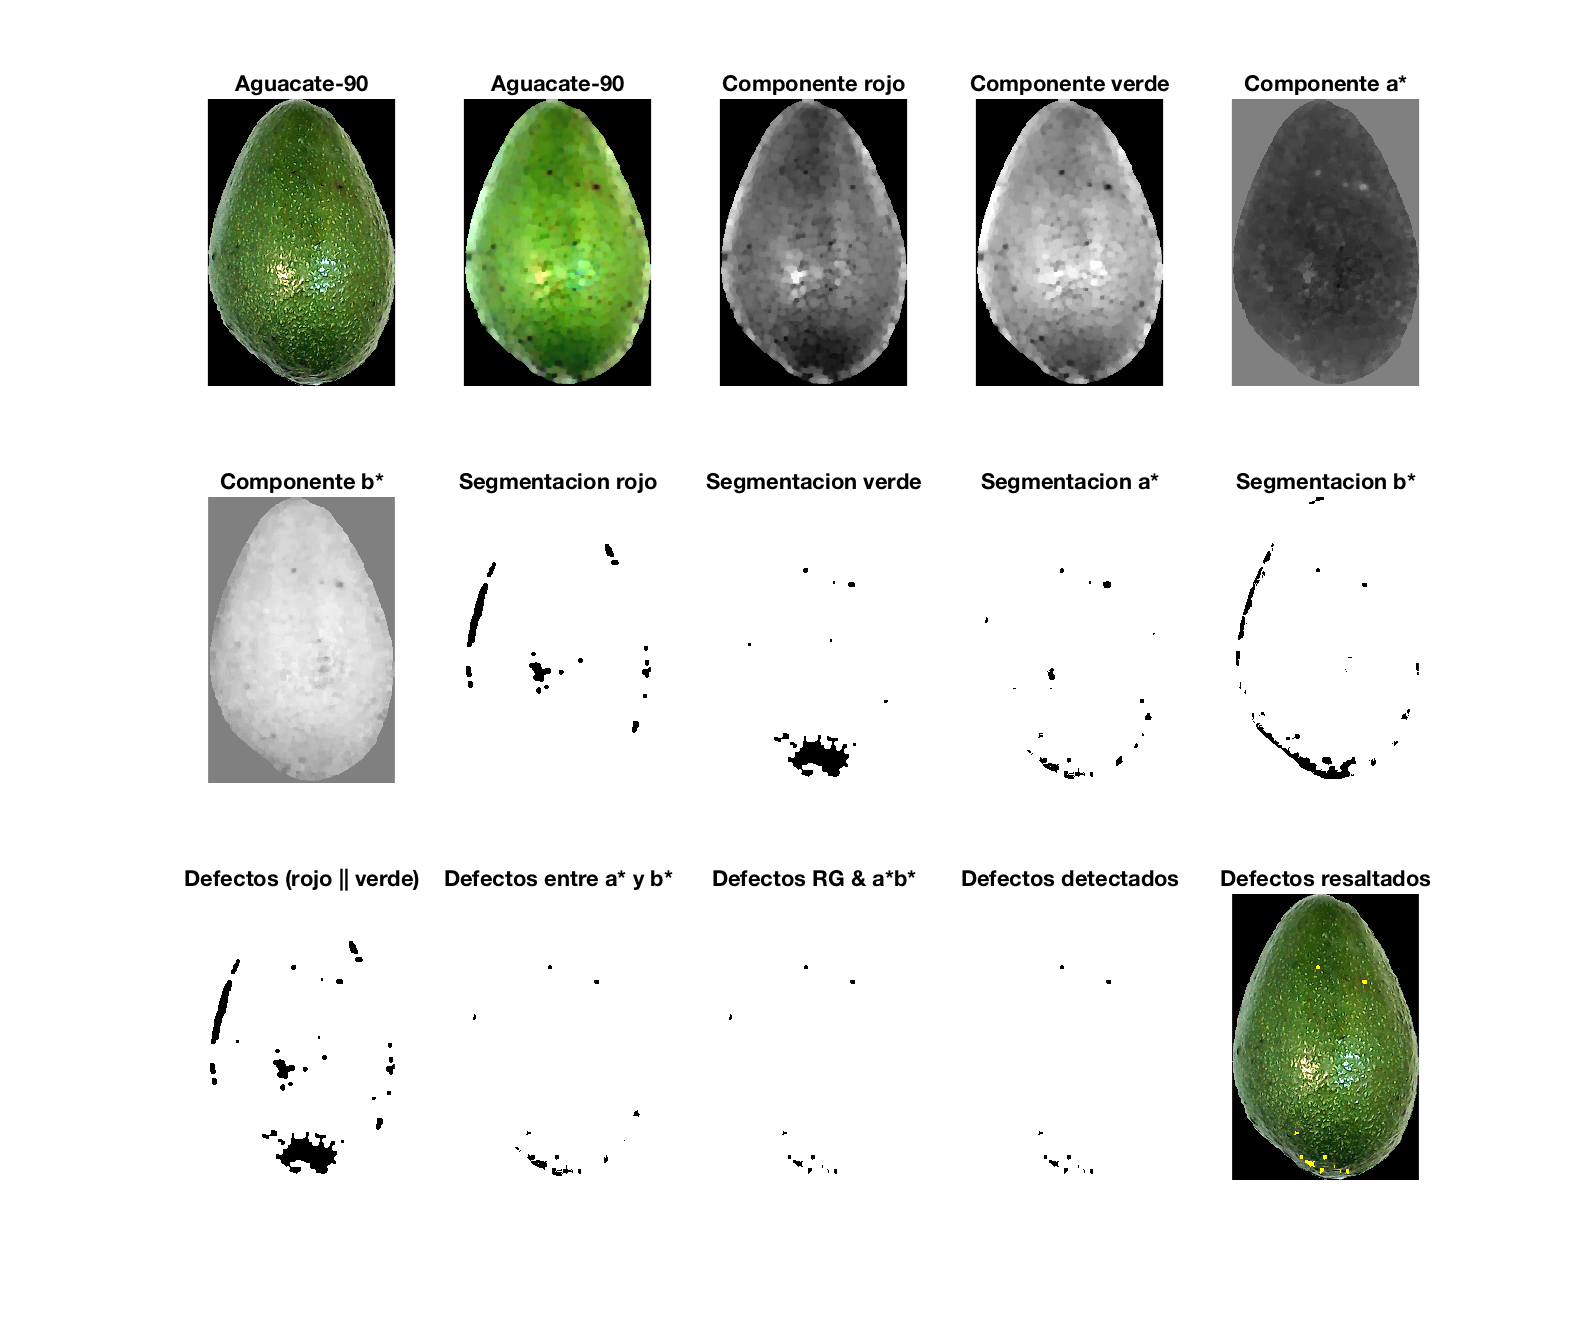 Aguacate-90
Aguacate-90
Componente rojo
Componente verde
Componente a*
Componente b*
Segmentacion rojo
Segmentacion verde
Segmentacion a*
Segmentacion b*
Defectos (rojo || verde)
Defectos entre a* y b*
Defectos RG & a*b*
Defectos detectados
Defectos resaltados